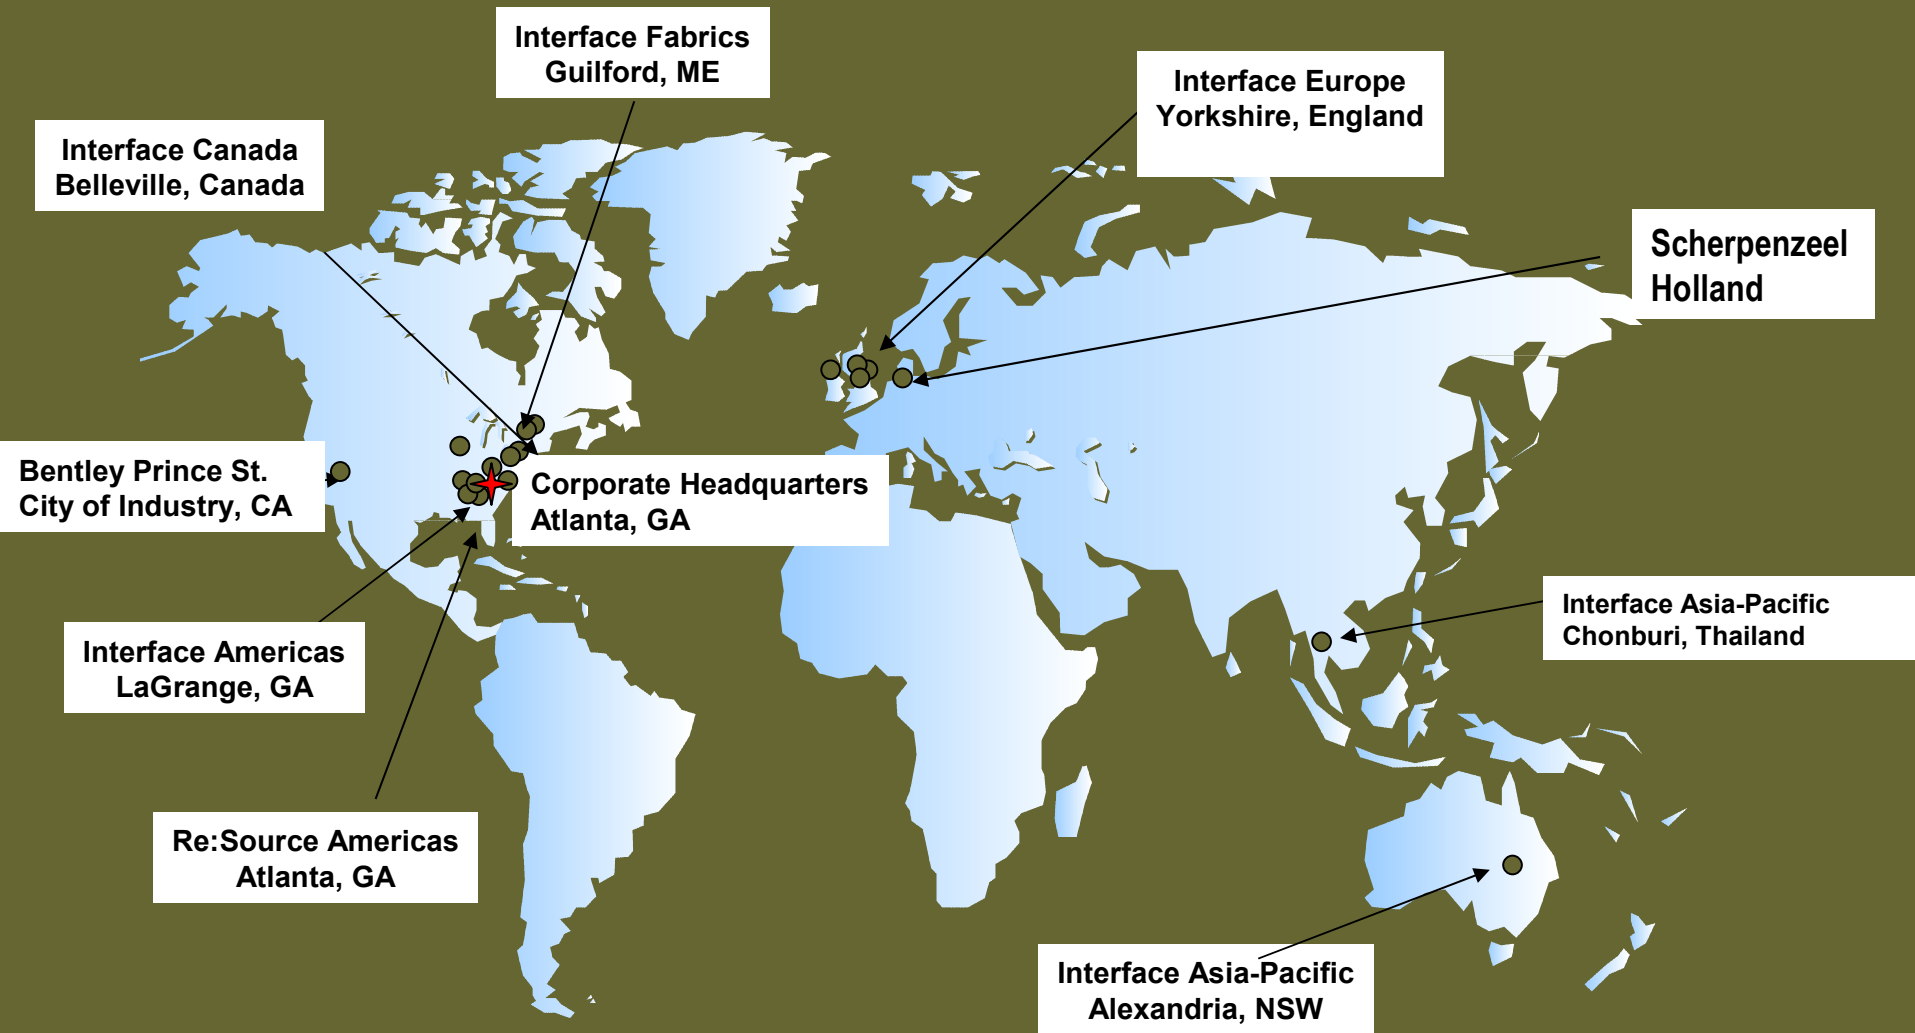 Interface Fabrics
Guilford, ME
Interface Europe
Yorkshire, England
Interface Canada
Belleville, Canada
Scherpenzeel
Holland
Bentley Prince St.
City of Industry, CA
Corporate Headquarters
Atlanta, GA
Interface Asia-Pacific
Chonburi, Thailand
Interface Americas
LaGrange, GA
Re:Source Americas
Atlanta, GA
Interface Asia-Pacific
Alexandria, NSW